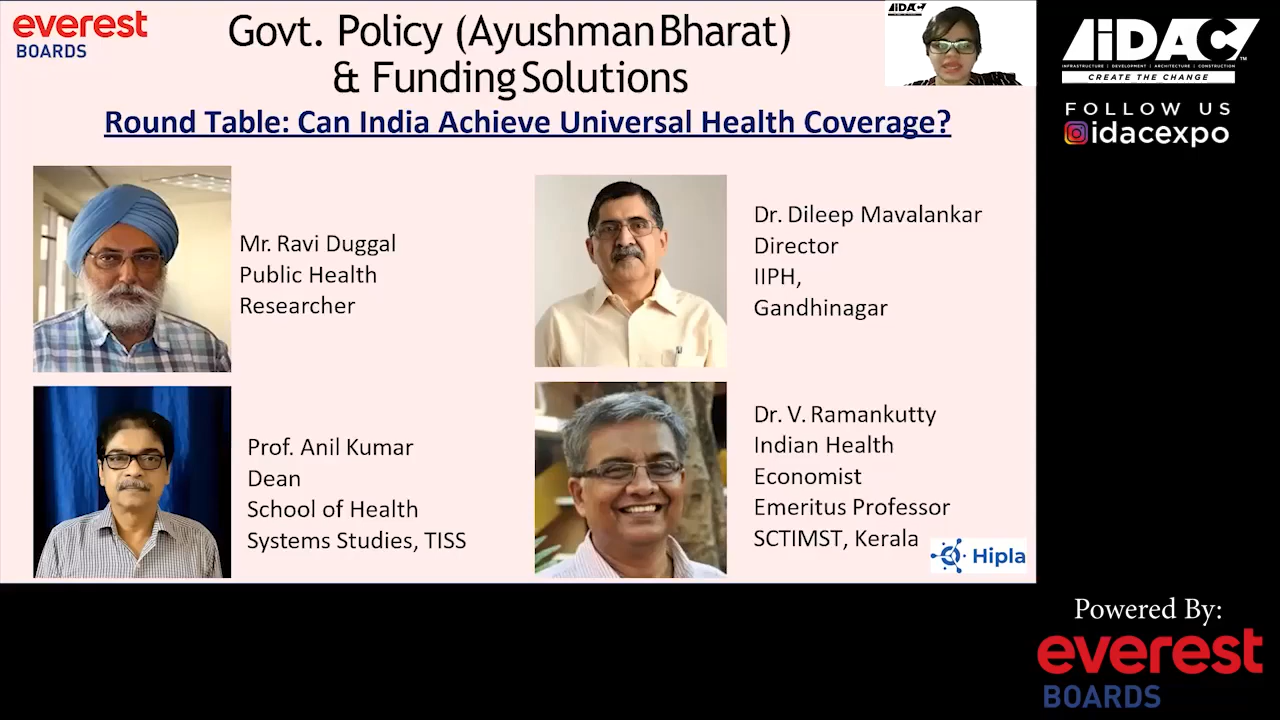 everest
BOARDS
Govt. Policy (Ayushman Bharat)
& Funding Solutions
Round Table: Can India Achieve Universal Health Coverage?
Mr. Ravi Duggal
Public Health
Researcher
Dr. Dileep Mavalankar
Director
IIPH,
Gandhinagar
Prof. Anil Kumar
Dean
School of Health
Systems Studies, TISS
Dr. V. Ramankutty
Indian Health
Economist
Emeritus Professor
SCTIMST, Kerala
Hipla
iDAC
iDAC
INFRASTRUCTURE | DEVELOPMENT | ARCHITECTURE | CONSTRUCTION
CREATE THE CHANGE
FOLLOW US
idacexpo
Powered By:
everest
BOARDS